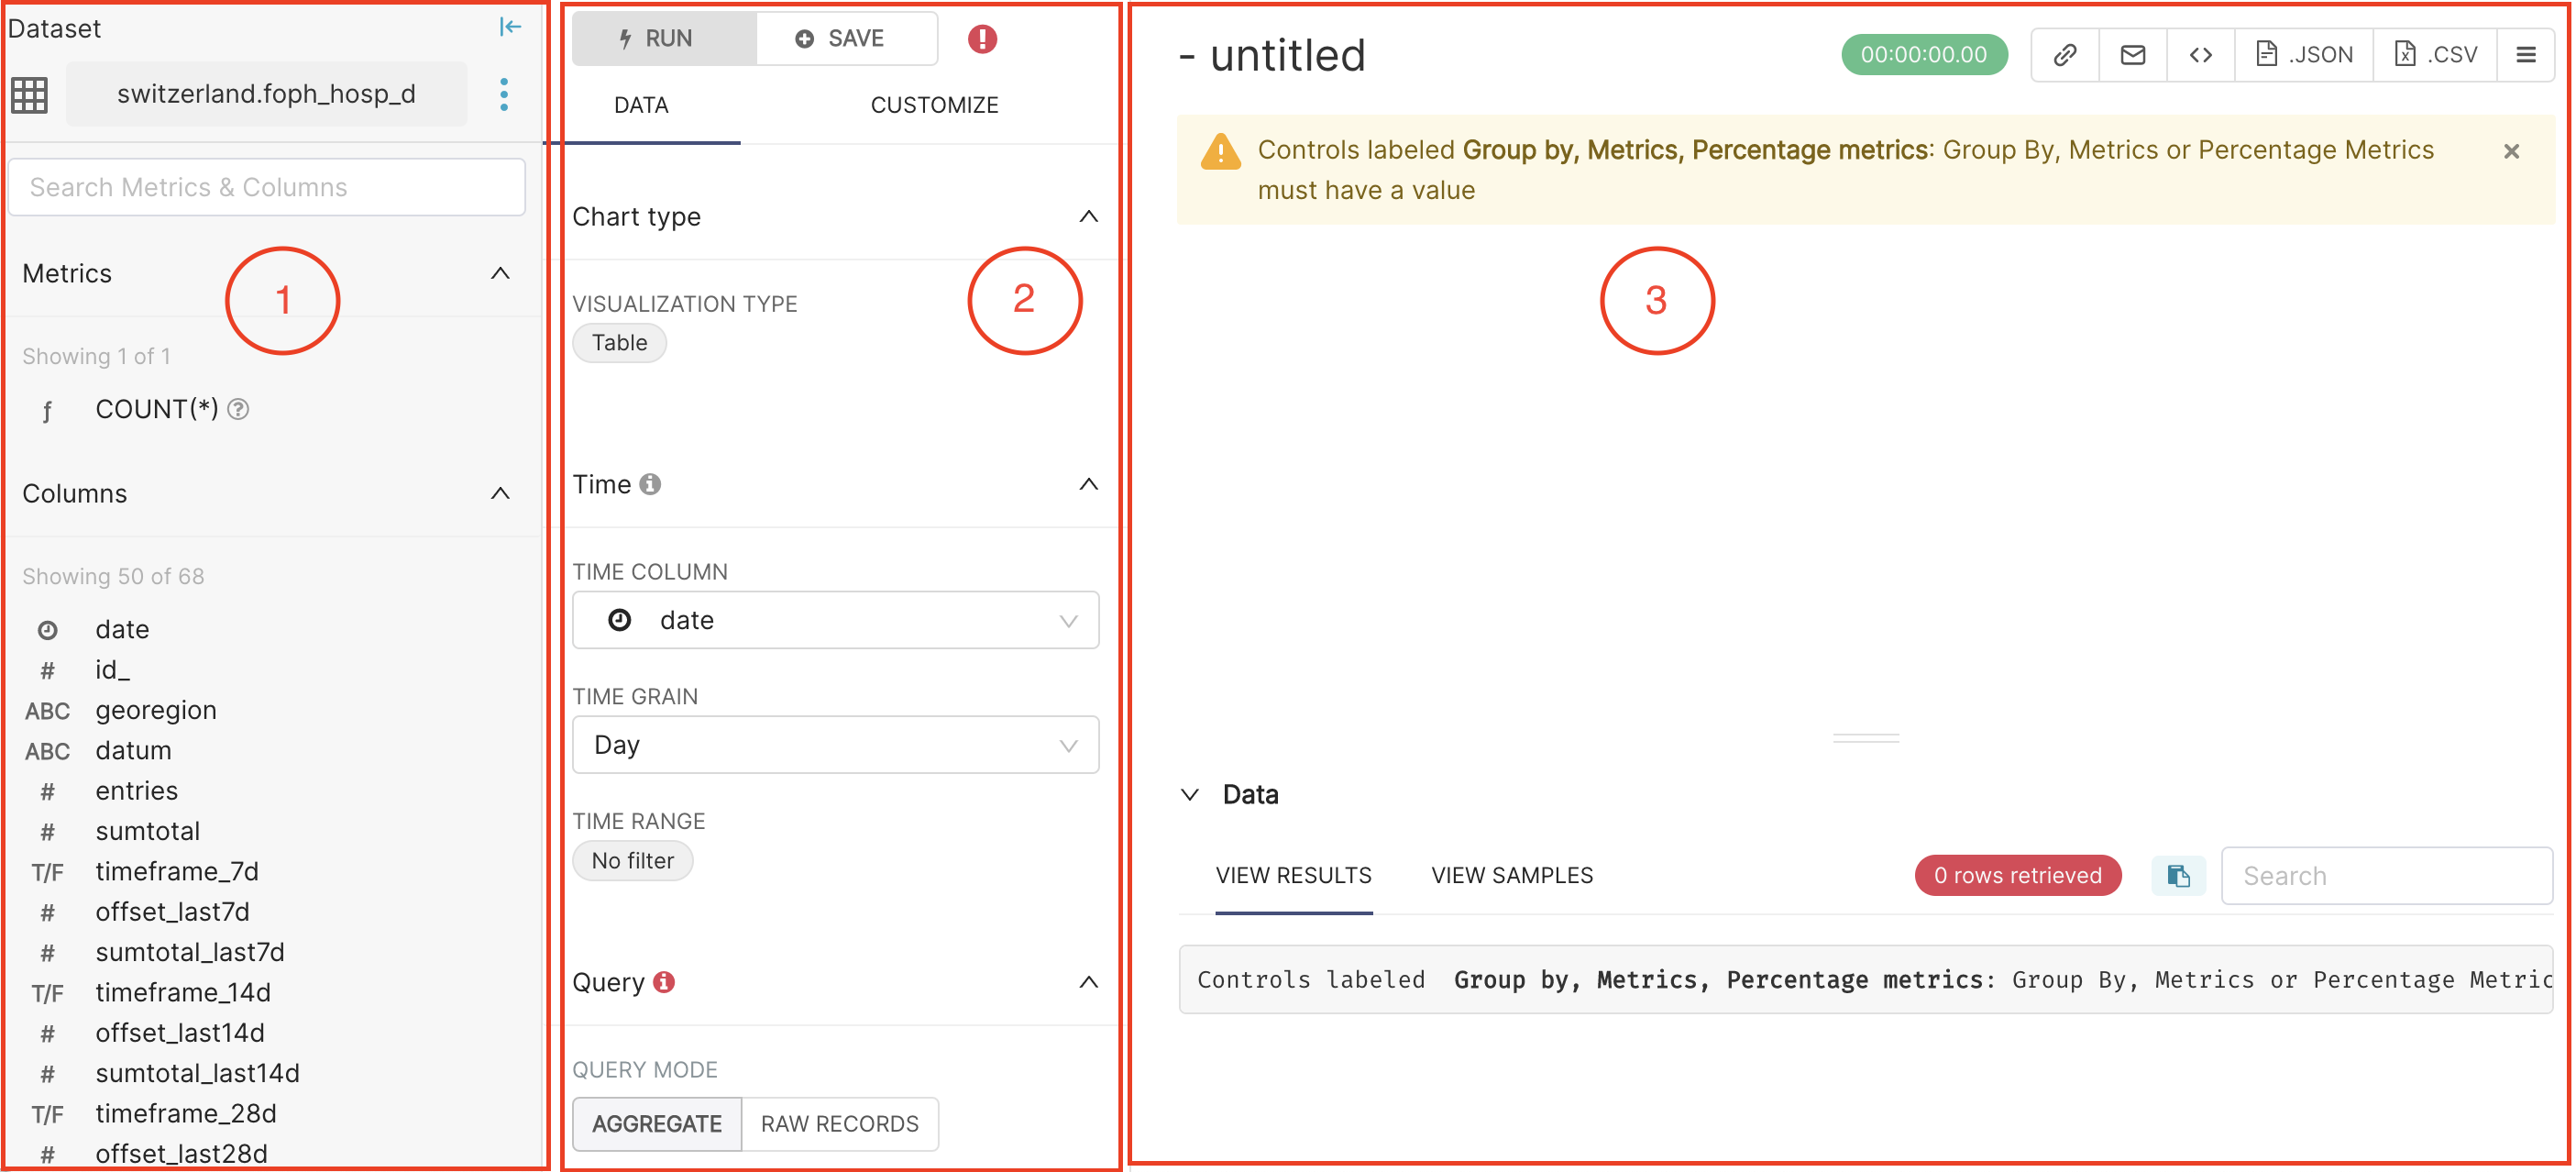 Dataset
switzerland.foph_hosp_d
Search Metrics & Columns
Metrics
1
Showing 1 of 1
ƒ COUNT(*) ?
Columns
Showing 50 of 68
date
# id_
ABC georegion
ABC datum
# entries
# sumtotal
T/F timeframe_7d
# offset_last7d
# sumtotal_last7d
T/F timeframe_14d
# offset_last14d
# sumtotal_last14d
T/F timeframe_28d
# offset_last28d
RUN
SAVE
DATA
CUSTOMIZE
Chart type
2
VISUALIZATION TYPE
Table
Time
TIME COLUMN
date
TIME GRAIN
Day
TIME RANGE
No filter
Query
QUERY MODE
AGGREGATE
RAW RECORDS
- untitled
00:00:00.00
.JSON
.CSV
Controls labeled Group by, Metrics, Percentage metrics: Group By, Metrics or Percentage Metrics
must have a value
3
Data
VIEW RESULTS
VIEW SAMPLES
0 rows retrieved
Search
Controls labeled Group by, Metrics, Percentage metrics: Group By, Metrics or Percentage Metric